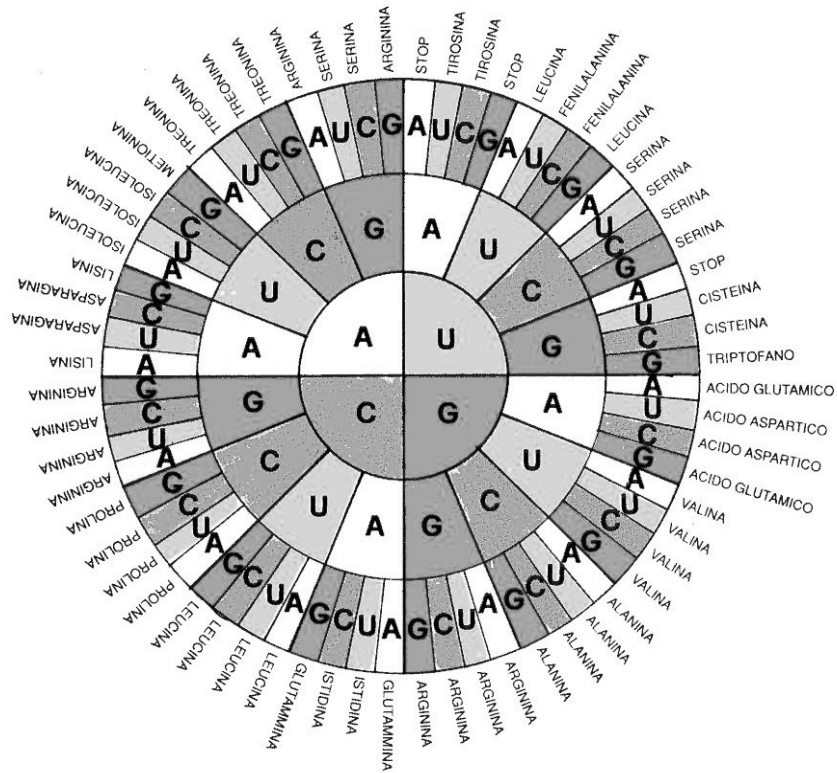 STOP
TIROSINA
TIROSINA
STOP
LEUCINA
FENILALANINA
FENILALANINA
LEUCINA
SERINA
SERINA
SERINA
SERINA
STOP
CISTEINA
CISTEINA
TRIPTOFANO
ACIDO GLUTAMICO
ACIDO ASPARTICO
ACIDO ASPARTICO
ACIDO GLUTAMICO
VALINA
VALINA
VALINA
VALINA
ALANINA
ALANINA
ALANINA
ALANINA
ARGININA
ARGININA
ARGININA
ARGININA
GLUTAMMINA
ISTIDINA
ISTIDINA
GLUTAMMINA
LEUCINA
LEUCINA
LEUCINA
LEUCINA
PROLINA
PROLINA
PROLINA
PROLINA
ARGININA
ARGININA
ARGININA
ARGININA
LISINA
ASPARAGINA
ASPARAGINA
LISINA
ISOLEUCINA
ISOLEUCINA
ISOLEUCINA
METIONINA
TREONINA
TREONINA
TREONINA
TREONINA
ARGININA
SERINA
SERINA
ARGININA
A U C G A U C G A U C G A U C G
A U C G A U C G A U C G A U C G
A U C G A U C G A U C G A U C G
A U C G A U C G A U C G A U C G
A U C G
A U C G
A U C G
A U C G
A U
C G